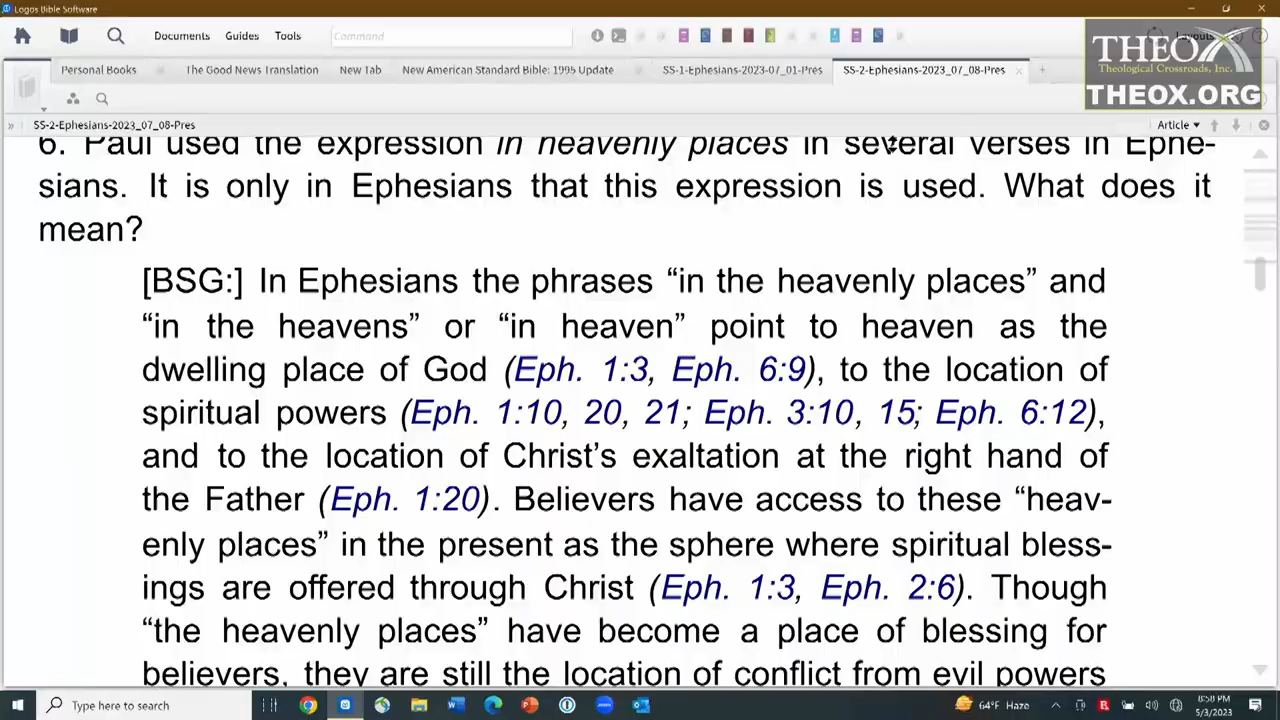 Logos Bible Software
Documents Guides Tools Command Layouts
THEOX
Theological Crossroads, Inc.
THEOX.ORG
Personal Books The Good News Translation New Tab New American Standard Bible: 1995 Update SS-1-Ephesians-2023-07_01-Pres SS-2-Ephesians-2023_07_08-Pres
SS-2-Ephesians-2023_07_08-Pres Article
6. Paul used the expression in heavenly places in several verses in Ephe-
sians. It is only in Ephesians that this expression is used. What does it
mean?
[BSG:] In Ephesians the phrases “in the heavenly places” and
“in the heavens” or “in heaven” point to heaven as the
dwelling place of God (Eph. 1:3, Eph. 6:9), to the location of
spiritual powers (Eph. 1:10, 20, 21; Eph. 3:10, 15; Eph. 6:12),
and to the location of Christ’s exaltation at the right hand of
the Father (Eph. 1:20). Believers have access to these “heav-
enly places” in the present as the sphere where spiritual bless-
ings are offered through Christ (Eph. 1:3, Eph. 2:6). Though
“the heavenly places” have become a place of blessing for
believers, they are still the location of conflict from evil powers
Type here to search 64°F Haze 8:58 PM
5/3/2023